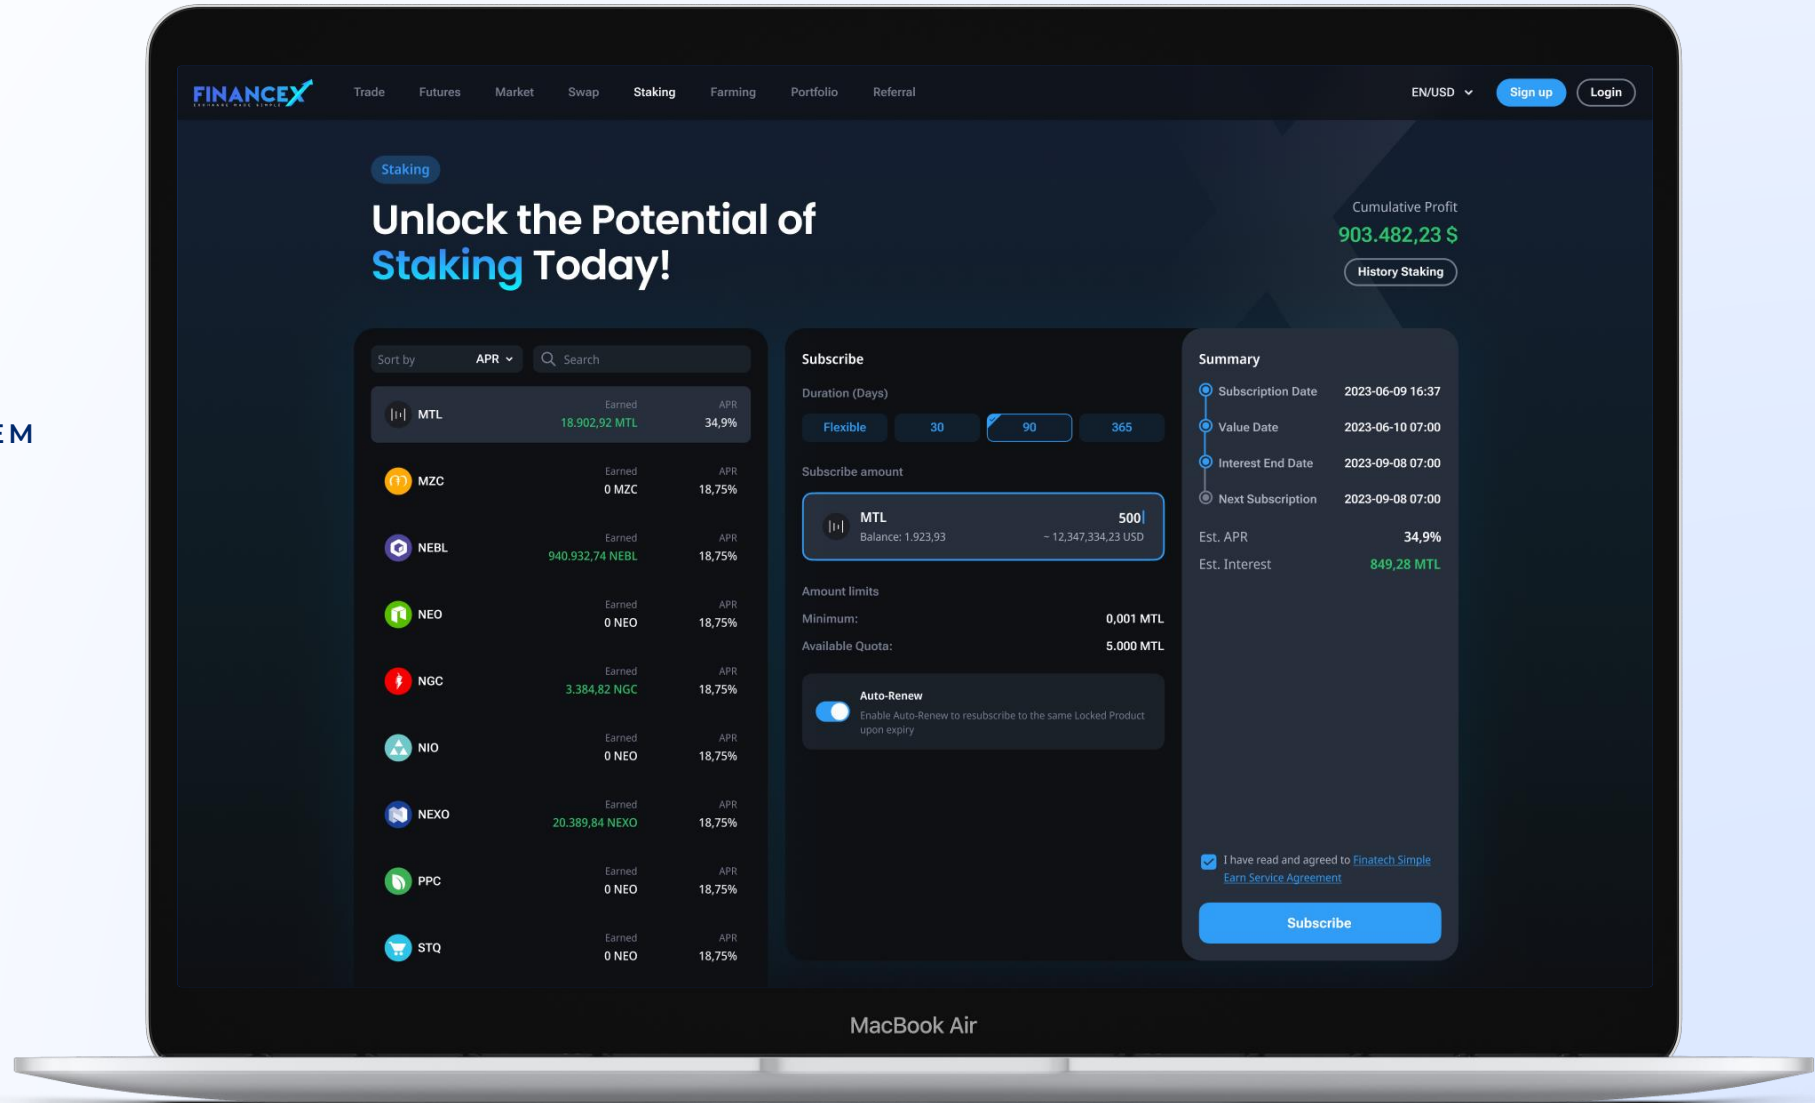 EM
FINANCEX
EXCHANGE MADE SIMPLE
Trade Futures Market Swap Staking Farming Portfolio Referral
EN/USD
Sign up
Login
Staking
Unlock the Potential of
Staking Today!
Cumulative Profit
903.482,23 $
History Staking
Sort by APR
Search
MTL
Earned
18.902,92 MTL
APR
34,9%
MZC
Earned
0 MZC
APR
18,75%
NEBL
Earned
940.932,74 NEBL
APR
18,75%
NEO
Earned
0 NEO
APR
18,75%
NGC
Earned
3.384,82 NGC
APR
18,75%
NIO
Earned
0 NEO
APR
18,75%
NEXO
Earned
20.389,84 NEXO
APR
18,75%
PPC
Earned
0 NEO
APR
18,75%
STQ
Earned
0 NEO
APR
18,75%
Subscribe
Duration (Days)
Flexible 30 90 365
Subscribe amount
MTL 500
Balance: 1.923,93 ~ 12,347,334,23 USD
Amount limits
Minimum: 0,001 MTL
Available Quota: 5.000 MTL
Auto-Renew
Enable Auto-Renew to resubscribe to the same Locked Product
upon expiry
Summary
Subscription Date 2023-06-09 16:37
Value Date 2023-06-10 07:00
Interest End Date 2023-09-08 07:00
Next Subscription 2023-09-08 07:00
Est. APR 34,9%
Est. Interest 849,28 MTL
I have read and agreed to Finatech Simple
Earn Service Agreement
Subscribe
MacBook Air